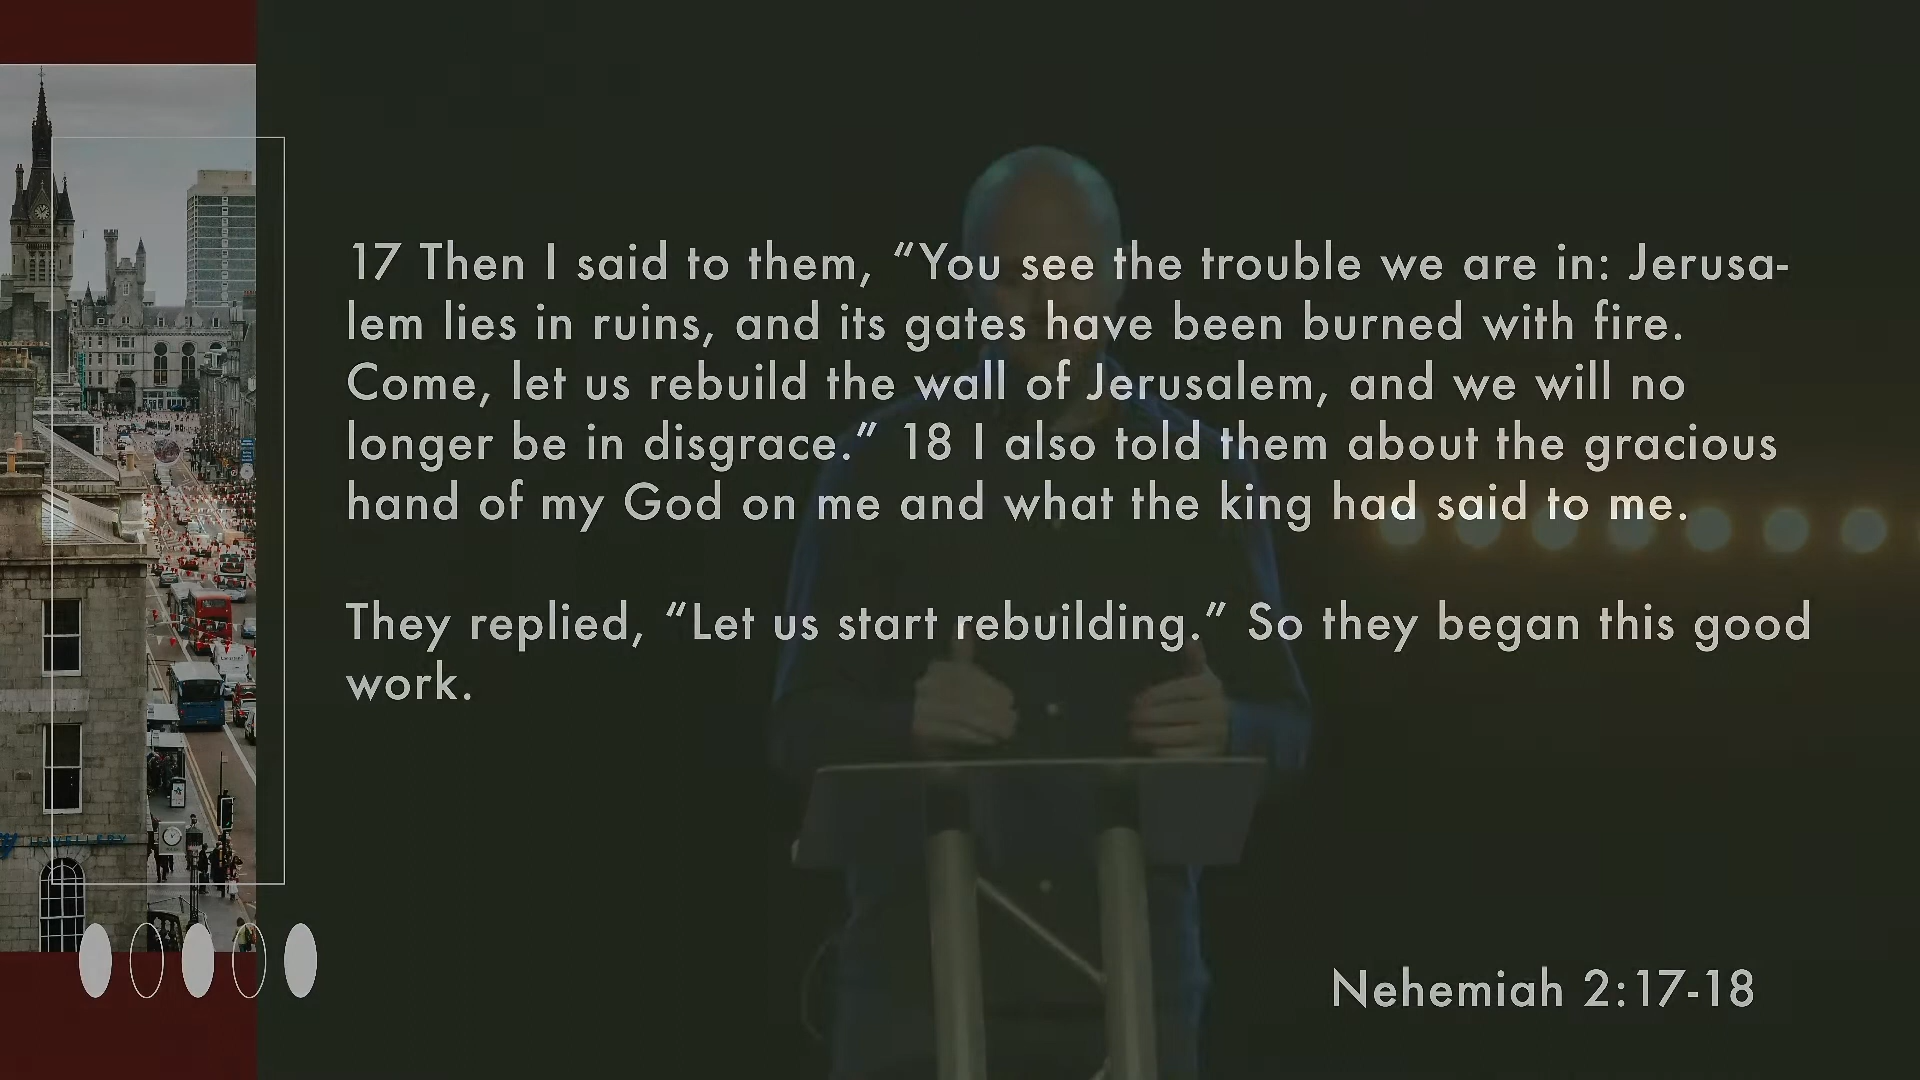 17 Then I said to them, “You see the trouble we are in: Jerusa-
lem lies in ruins, and its gates have been burned with fire.
Come, let us rebuild the wall of Jerusalem, and we will no
longer be in disgrace.” 18 I also told them about the gracious
hand of my God on me and what the king had said to me.
They replied, “Let us start rebuilding.” So they began this good
work.
Nehemiah 2:17-18